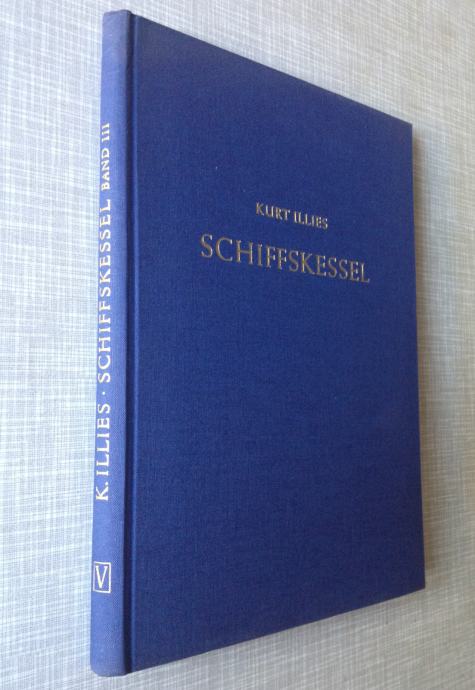 KURT ILLIES
SCHIFFSKESSEL
K. ILLIES · SCHIFFSKESSEL BAND III
V